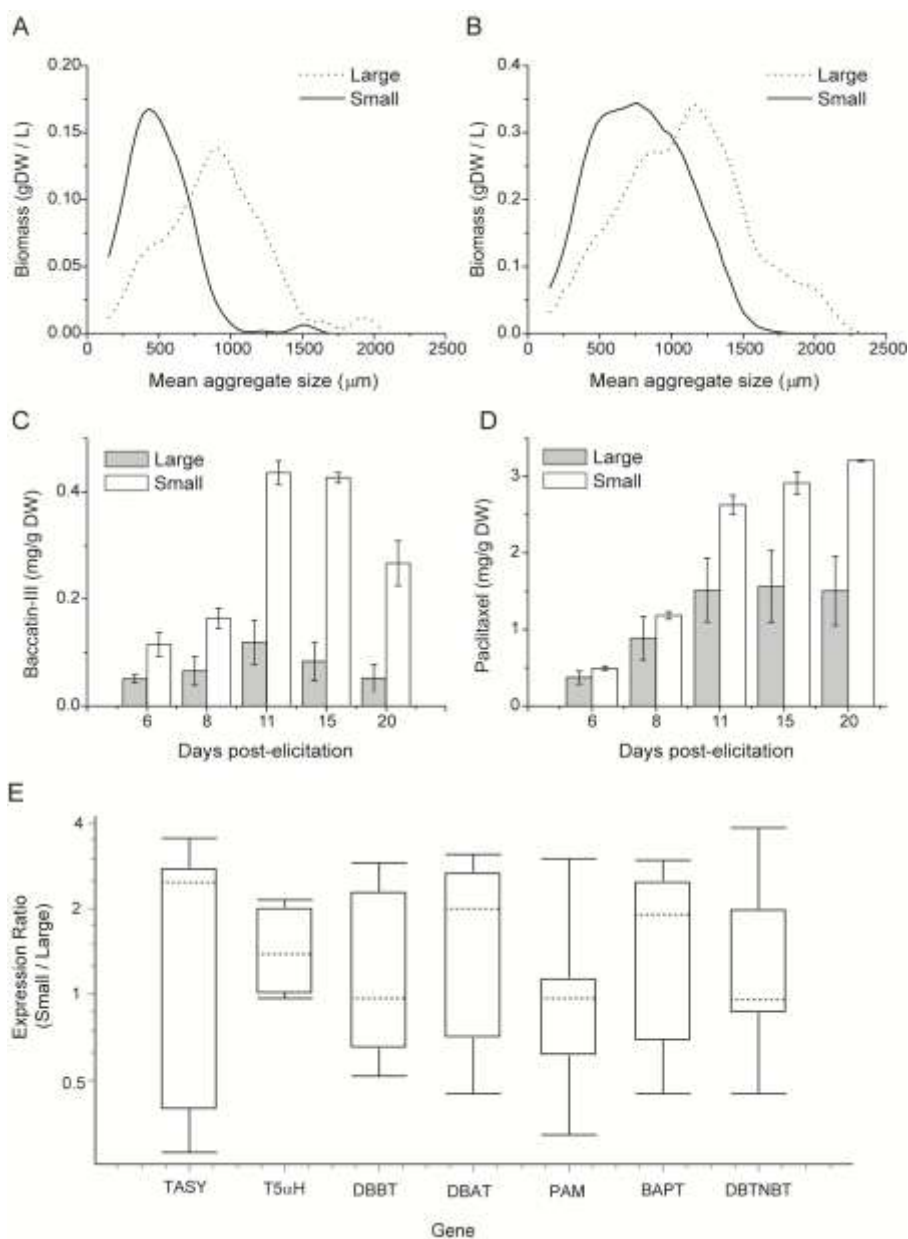 A
B
0.20
Large
Small
0.15
0.10
0.05
0.00
Biomass (gDW / L)
0 500 1000 1500 2000 2500
Mean aggregate size (μm)
0.4
Large
Small
0.3
0.2
0.1
0.0
Biomass (gDW / L)
0 500 1000 1500 2000 2500
Mean aggregate size (μm)
C
D
Large
Small
0.4
0.2
0.0
Baccatin-III (mg/g DW)
6 8 11 15 20
Days post-elicitation
Large
Small
3
2
1
0
Paclitaxel (mg/g DW)
6 8 11 15 20
Days post-elicitation
E
4
2
1
0.5
Expression Ratio
(Small / Large)
TASY T5αH DBBT DBAT PAM BAPT DBTNBT
Gene